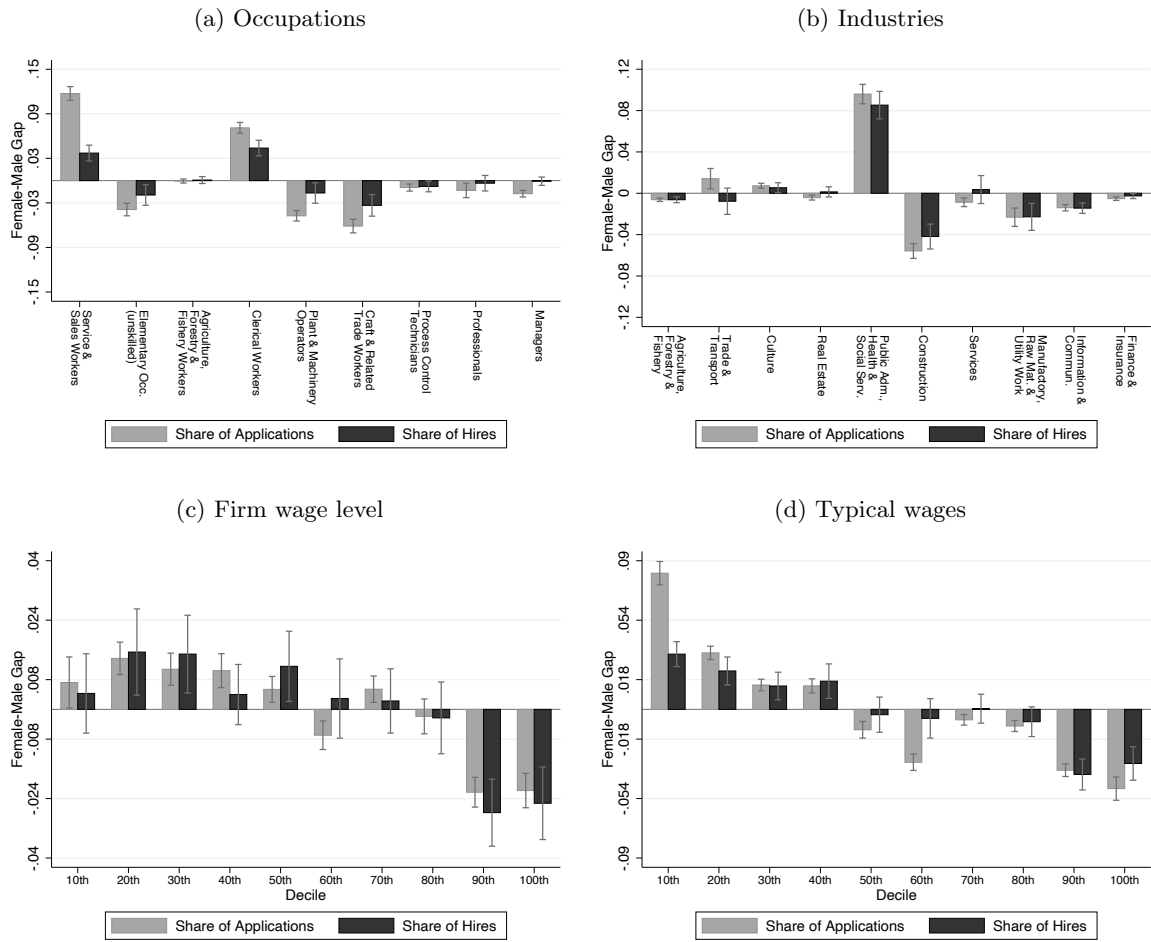 (a) Occupations
Female-Male Gap
.15
.09
.03
-.03
-.09
-.15
Service &
Sales Workers
Elementary Occ.
(unskilled)
Agriculture,
Forestry &
Fishery Workers
Clerical Workers
Plant & Machinery
Operators
Craft & Related
Trade Workers
Process Control
Technicians
Professionals
Managers
Share of Applications
Share of Hires
(b) Industries
Female-Male Gap
.12
.08
.04
0
-.04
-.08
-.12
Agriculture,
Forestry &
Fishery
Trade &
Transport
Culture
Real Estate
Public Adm.,
Health &
Social Serv.
Construction
Services
Manufactory,
Raw Mat. &
Utility Work
Information &
Commun.
Finance &
Insurance
Share of Applications
Share of Hires
(c) Firm wage level
Female-Male Gap
.04
.024
.008
-.008
-.024
-.04
10th 20th 30th 40th 50th 60th 70th 80th 90th 100th
Decile
Share of Applications
Share of Hires
(d) Typical wages
Female-Male Gap
.09
.054
.018
-.018
-.054
-.09
10th 20th 30th 40th 50th 60th 70th 80th 90th 100th
Decile
Share of Applications
Share of Hires